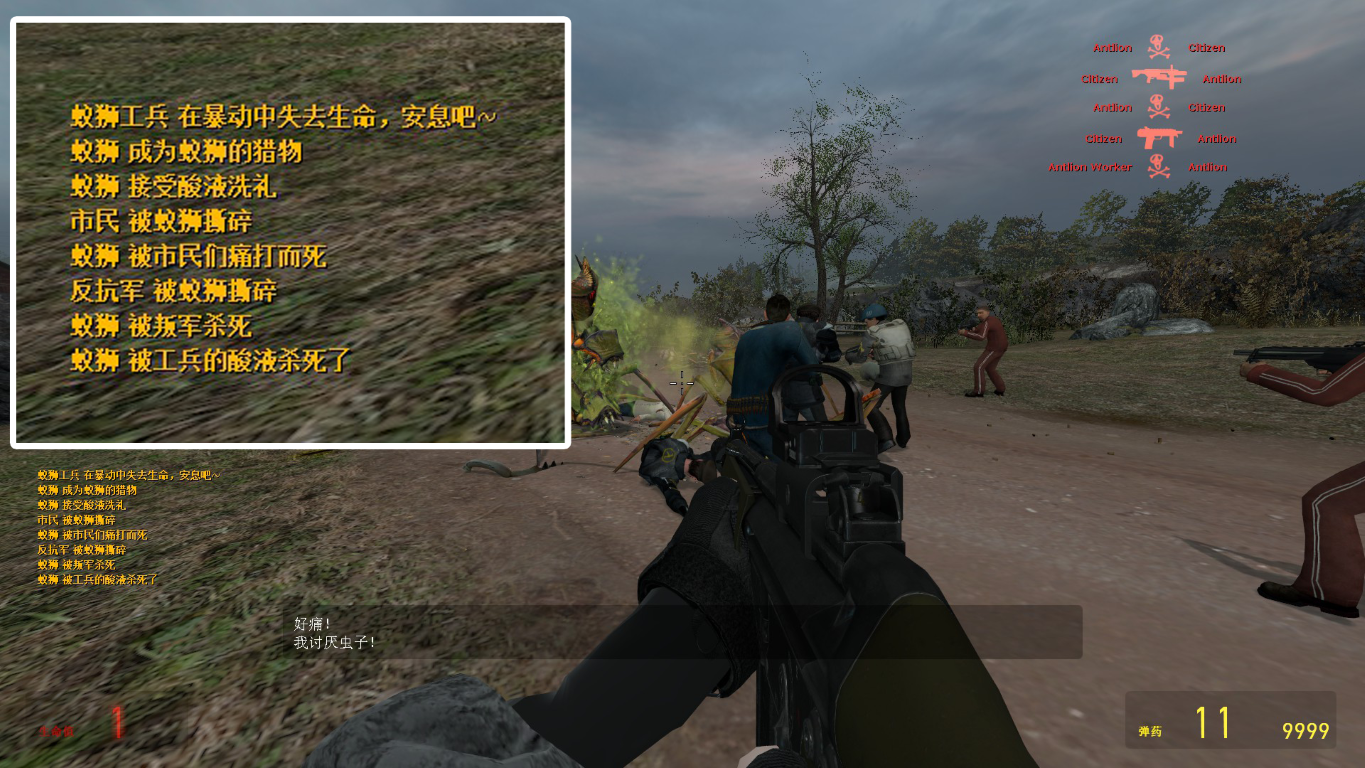 蚁狮工兵 在暴动中失去生命，安息吧~
蚁狮 成为蚁狮的猎物
蚁狮 接受酸液洗礼
市民 被蚁狮撕碎
蚁狮 被市民们痛打而死
反抗军 被蚁狮撕碎
蚁狮 被叛军杀死
蚁狮 被工兵的酸液杀死了
Antlion Citizen
Citizen Antlion
Antlion Citizen
Citizen Antlion
Antlion Worker Antlion
蚁狮工兵 在暴动中失去生命，安息吧~
蚁狮 成为蚁狮的猎物
蚁狮 接受酸液洗礼
市民 被蚁狮撕碎
蚁狮 被市民们痛打而死
反抗军 被蚁狮撕碎
蚁狮 被叛军杀死
蚁狮 被工兵的酸液杀死了
好痛！
我讨厌虫子！
生命值 1
弹药 11 9999